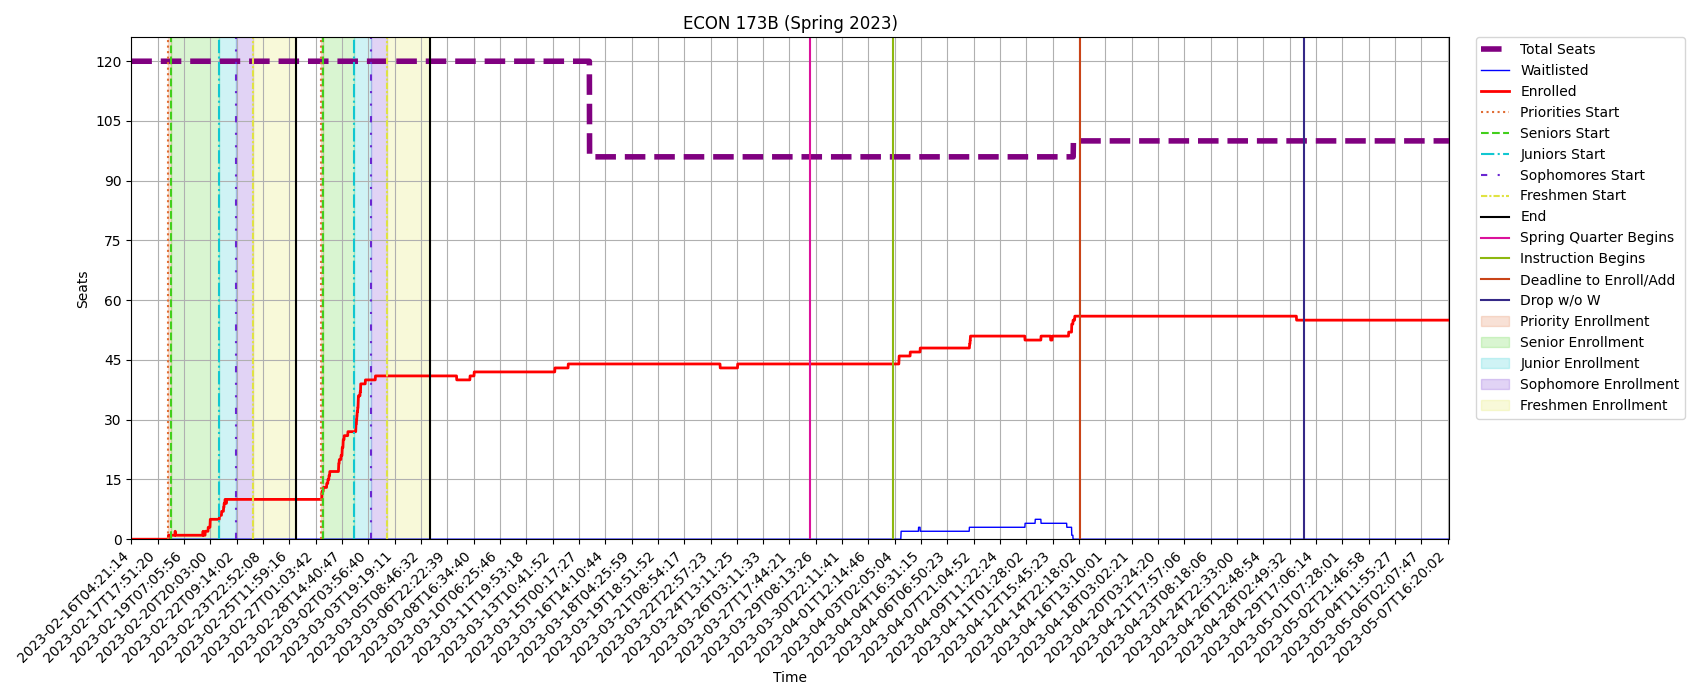 ECON 173B (Spring 2023)
120
105
90
75
60
45
30
15
0
Seats
2023-02-16T04:21:14
2023-02-17T17:51:20
2023-02-19T07:05:56
2023-02-20T20:03:00
2023-02-22T09:14:02
2023-02-23T22:52:08
2023-02-25T11:59:16
2023-02-27T01:03:42
2023-02-28T14:40:47
2023-03-02T03:56:40
2023-03-03T19:19:11
2023-03-05T08:46:32
2023-03-06T22:22:39
2023-03-08T16:34:40
2023-03-10T06:25:46
2023-03-11T19:53:18
2023-03-13T10:41:52
2023-03-15T00:17:27
2023-03-16T14:10:44
2023-03-18T04:25:59
2023-03-19T18:51:52
2023-03-21T08:54:17
2023-03-22T22:57:23
2023-03-24T13:11:25
2023-03-26T03:11:33
2023-03-27T17:44:21
2023-03-29T08:13:26
2023-03-30T22:11:41
2023-04-01T12:14:46
2023-04-03T02:05:04
2023-04-04T16:31:15
2023-04-06T06:50:23
2023-04-07T21:04:52
2023-04-09T11:22:24
2023-04-11T01:28:02
2023-04-12T15:45:23
2023-04-14T22:18:02
2023-04-16T13:10:01
2023-04-18T03:02:21
2023-04-20T03:24:20
2023-04-21T17:57:06
2023-04-23T08:18:06
2023-04-24T22:33:00
2023-04-26T12:48:54
2023-04-28T02:49:32
2023-04-29T17:06:14
2023-05-01T07:28:01
2023-05-02T21:46:58
2023-05-04T11:55:27
2023-05-06T02:07:47
2023-05-07T16:20:02
Time
Total Seats
Waitlisted
Enrolled
Priorities Start
Seniors Start
Juniors Start
Sophomores Start
Freshmen Start
End
Spring Quarter Begins
Instruction Begins
Deadline to Enroll/Add
Drop w/o W
Priority Enrollment
Senior Enrollment
Junior Enrollment
Sophomore Enrollment
Freshmen Enrollment